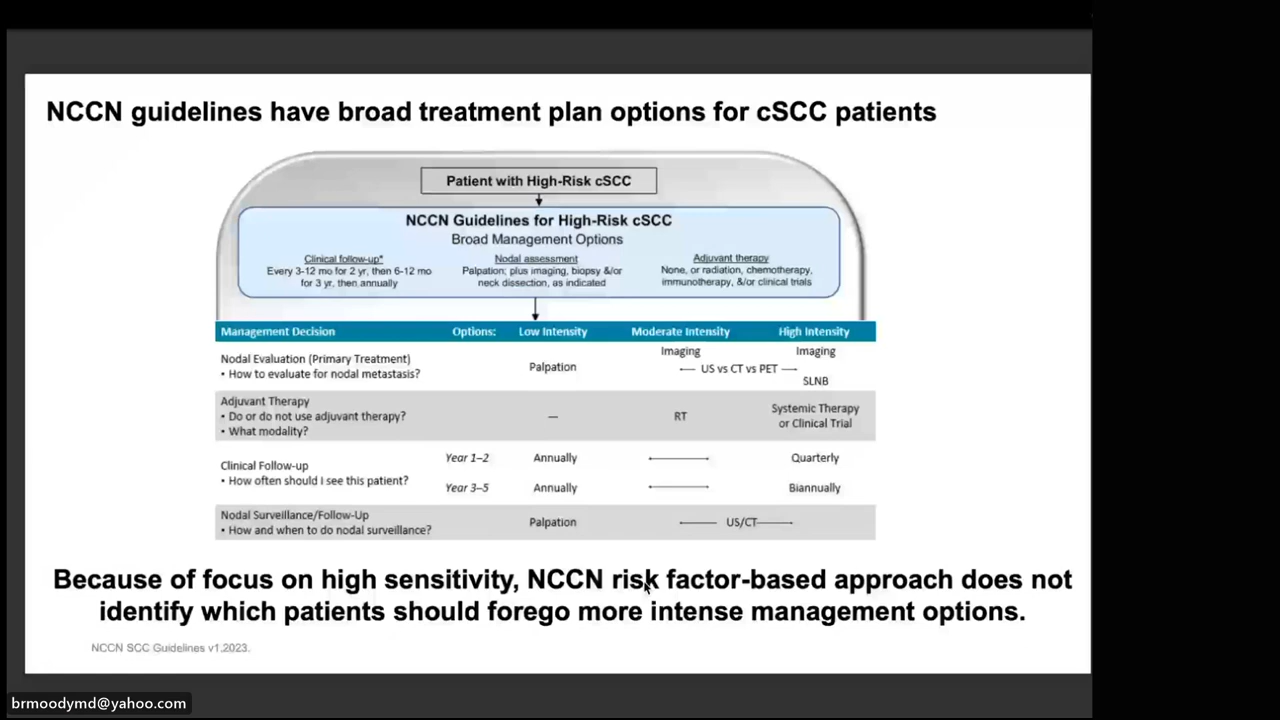 NCCN guidelines have broad treatment plan options for cSCC patients
Patient with High-Risk cSCC
NCCN Guidelines for High-Risk cSCC
Broad Management Options
Clinical follow-up*
Every 3-12 mo for 2 yr, then 6-12 mo
for 3 yr, then annually
Nodal assessment
Palpation; plus imaging, biopsy &/or
neck dissection, as indicated
Adjuvant therapy
None, or radiation, chemotherapy,
immunotherapy, &/or clinical trials
Management Decision Options: Low Intensity Moderate Intensity High Intensity
Nodal Evaluation (Primary Treatment)
• How to evaluate for nodal metastasis?
Palpation
Imaging Imaging
US vs CT vs PET
SLNB
Adjuvant Therapy
• Do or do not use adjuvant therapy?
• What modality?
— RT
Systemic Therapy
or Clinical Trial
Clinical Follow-up
• How often should I see this patient?
Year 1–2 Annually Quarterly
Year 3–5 Annually Biannually
Nodal Surveillance/Follow-Up
• How and when to do nodal surveillance?
Palpation US/CT
Because of focus on high sensitivity, NCCN risk factor-based approach does not
identify which patients should forego more intense management options.
NCCN SCC Guidelines v1.2023.
brmoodymd@yahoo.com